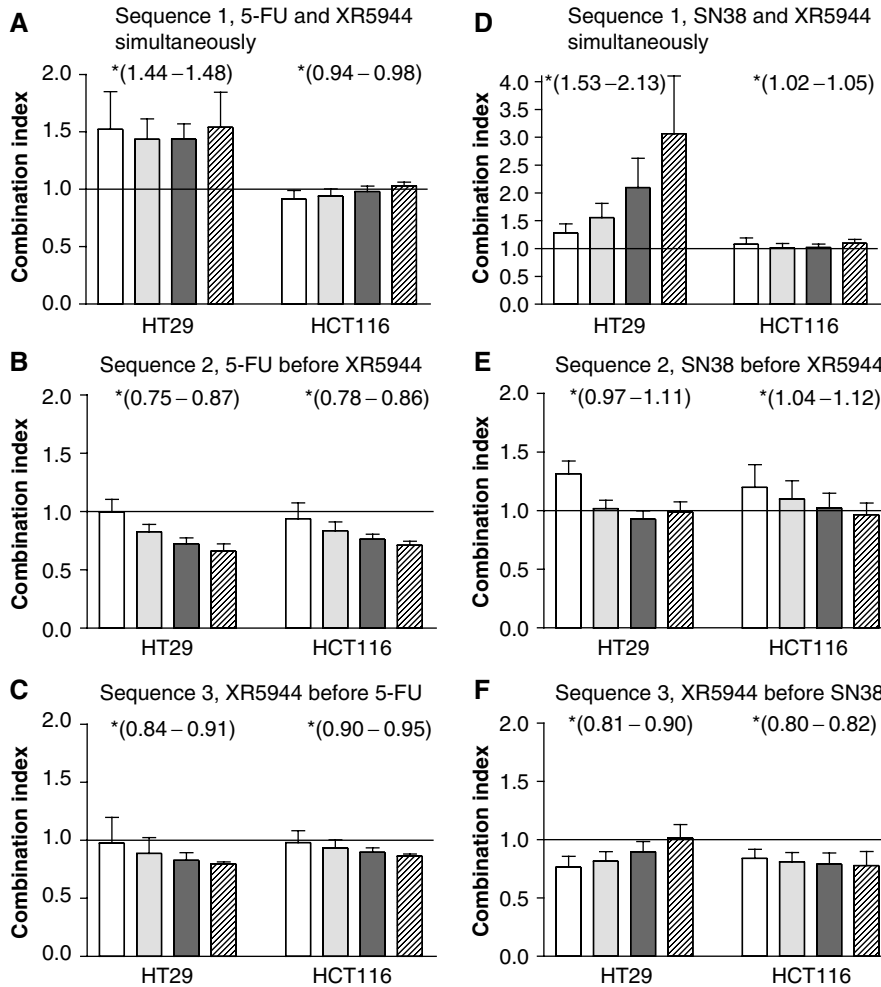 A
Sequence 1, 5-FU and XR5944
simultaneously
Combination index
2.0
1.5
1.0
0.5
0.0
*(1.44 – 1.48)
*(0.94 – 0.98)
HT29
HCT116
B
Sequence 2, 5-FU before XR5944
Combination index
2.0
1.5
1.0
0.5
0.0
*(0.75 – 0.87)
*(0.78 – 0.86)
HT29
HCT116
C
Sequence 3, XR5944 before 5-FU
Combination index
2.0
1.5
1.0
0.5
0.0
*(0.84 – 0.91)
*(0.90 – 0.95)
HT29
HCT116
D
Sequence 1, SN38 and XR5944
simultaneously
Combination index
4.0
3.5
3.0
2.5
2.0
1.5
1.0
0.5
0.0
*(1.53 – 2.13)
*(1.02 – 1.05)
HT29
HCT116
E
Sequence 2, SN38 before XR5944
Combination index
2.0
1.5
1.0
0.5
0.0
*(0.97 – 1.11)
*(1.04 – 1.12)
HT29
HCT116
F
Sequence 3, XR5944 before SN38
Combination index
2.0
1.5
1.0
0.5
0.0
*(0.81 – 0.90)
*(0.80 – 0.82)
HT29
HCT116